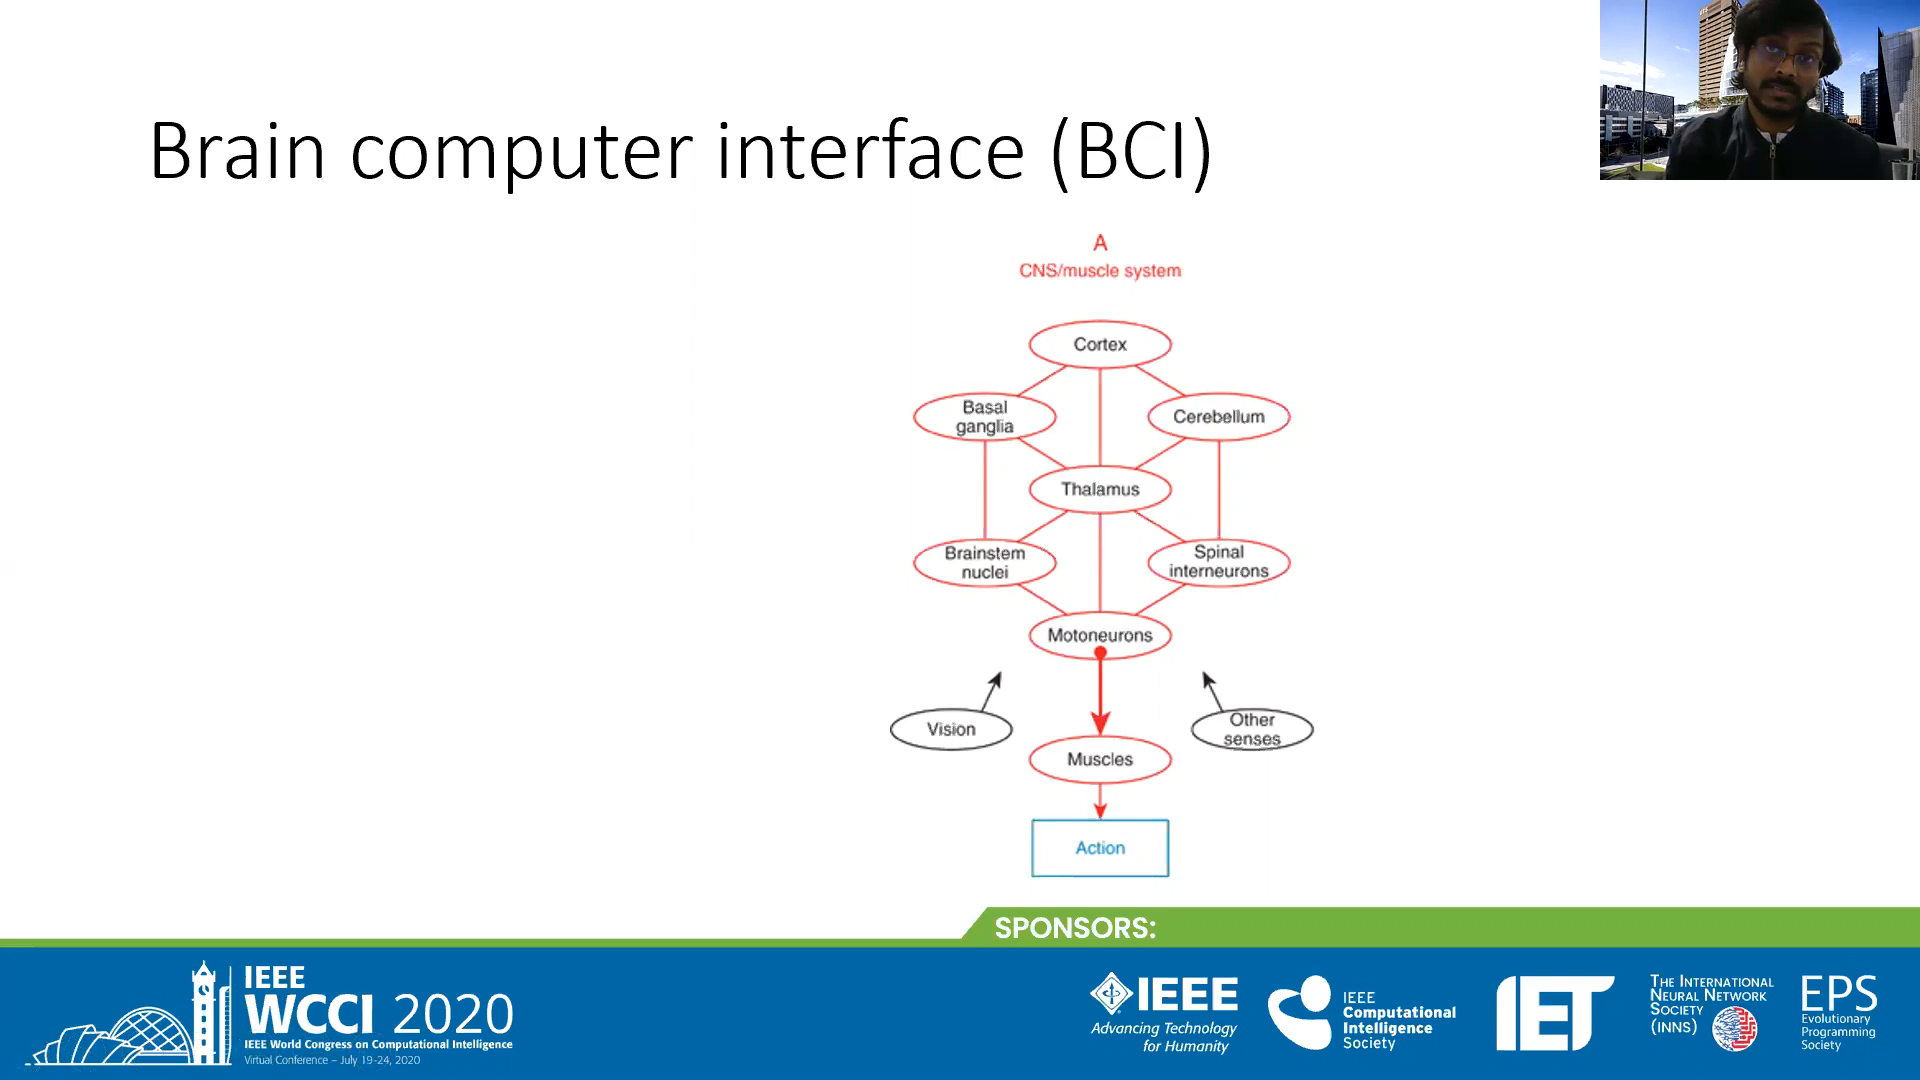 Brain computer interface (BCI)
A
CNS/muscle system
Cortex
Basal
ganglia
Cerebellum
Thalamus
Brainstem
nuclei
Spinal
interneurons
Motoneurons
Vision
Other
senses
Muscles
Action
SPONSORS:
IEEE
WCCI 2020
IEEE World Congress on Computational Intelligence
Virtual Conference – July 19-24, 2020
IEEE
Advancing Technology
for Humanity
IEEE
Computational
Intelligence
Society
IET
THE INTERNATIONAL
NEURAL NETWORK
SOCIETY
(INNS)
EPS
Evolutionary
Programming
Society